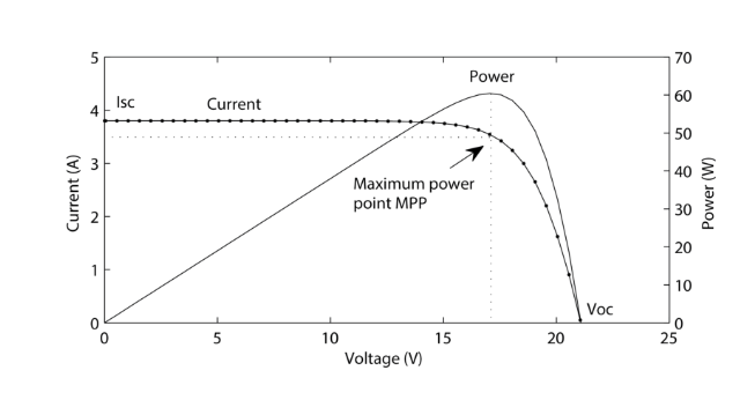 Power
5
70
Isc
Current
60
4
50
3
40
Maximum power
point MPP
30
2
20
1
10
Voc
0
0
0
5
10
15
20
25
Current (A)
Power (W)
Voltage (V)